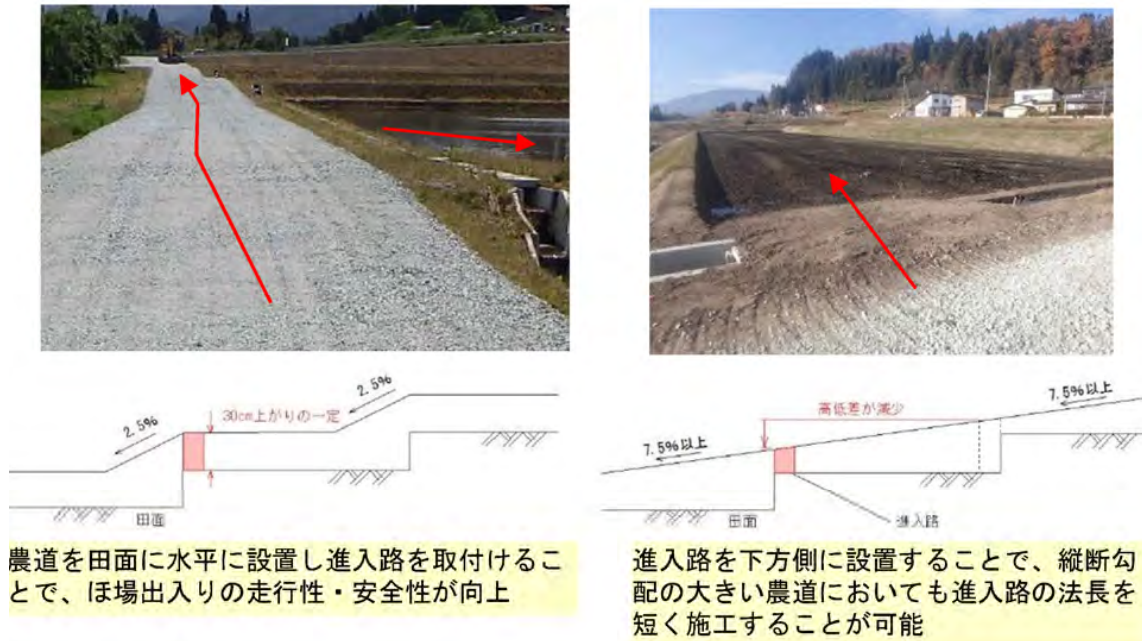 2.5%
2.5%
30cm上がりの一定
田面
農道を田面に水平に設置し進入路を取付けるこ
とで、ほ場出入りの走行性・安全性が向上
高低差が減少
7.5%以上
7.5%以上
田面
進入路
進入路を下方側に設置することで、縦断勾
配の大きい農道においても進入路の法長を
短く施工することが可能